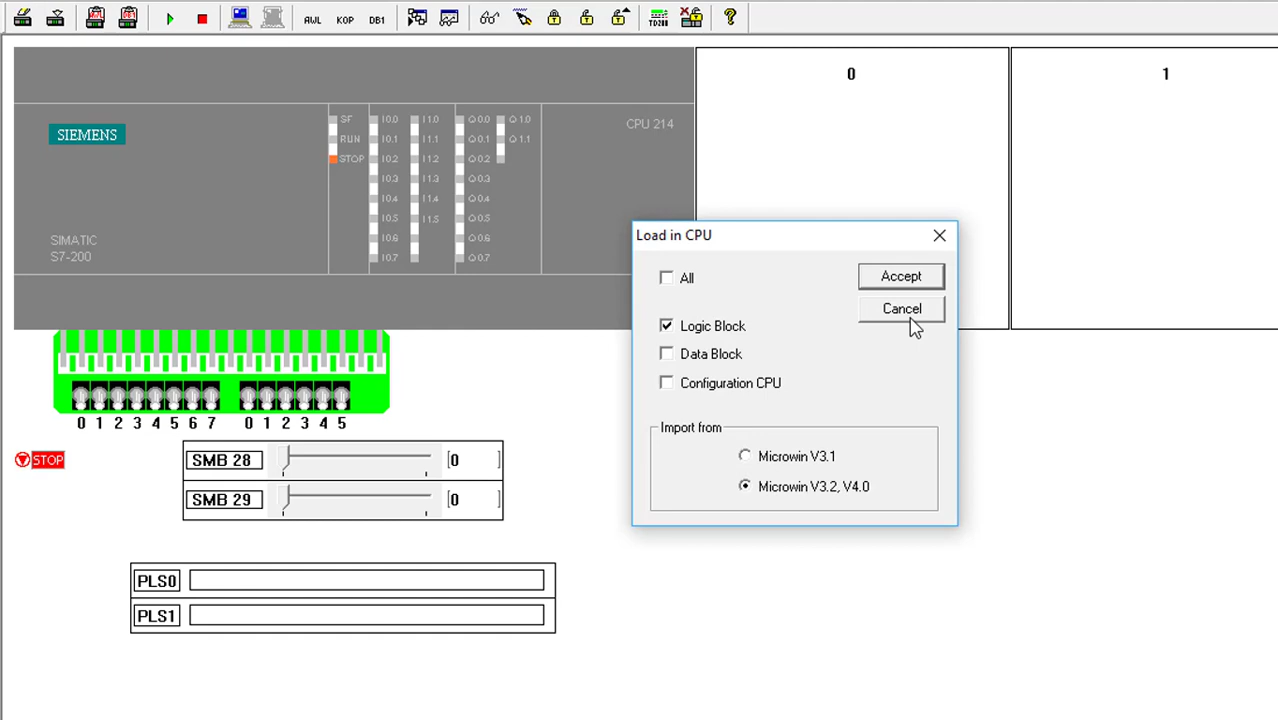 AWL KOP DB1
TD200
SIEMENS
SIMATIC
S7-200
SF
RUN
STOP
I0.0
I0.1
I0.2
I0.3
I0.4
I0.5
I0.6
I0.7
I1.0
I1.1
I1.2
I1.3
I1.4
I1.5
Q0.0
Q0.1
Q0.2
Q0.3
Q0.4
Q0.5
Q0.6
Q0.7
Q1.0
Q1.1
CPU 214
0
1
Load in CPU
All
Accept
Cancel
Logic Block
Data Block
Configuration CPU
Import from
Microwin V3.1
Microwin V3.2, V4.0
0 1 2 3 4 5 6 7 0 1 2 3 4 5
STOP
SMB 28 [0 ]
SMB 29 [0 ]
PLS0
PLS1